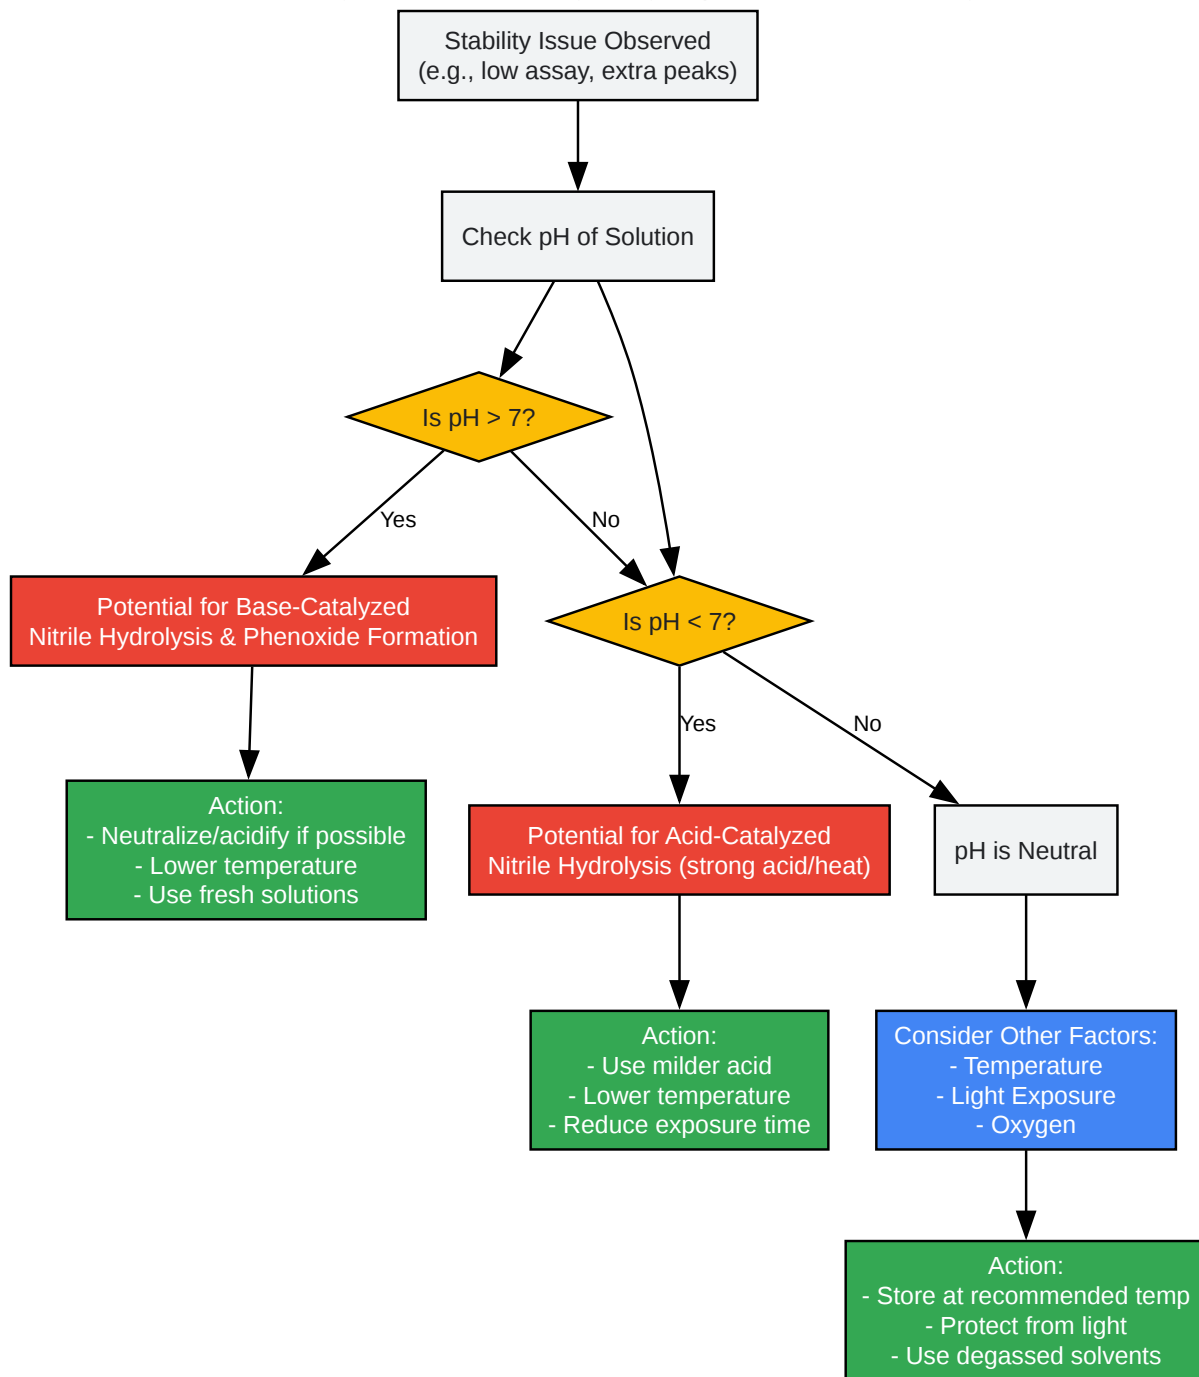 Stability Issue Observed
(e.g., low assay, extra peaks)
Check pH of Solution
Is pH > 7?
Yes
No
Potential for Base-Catalyzed
Nitrile Hydrolysis & Phenoxide Formation
Is pH < 7?
Yes
No
Action:
- Neutralize/acidify if possible
- Lower temperature
- Use fresh solutions
Potential for Acid-Catalyzed
Nitrile Hydrolysis (strong acid/heat)
pH is Neutral
Action:
- Use milder acid
- Lower temperature
- Reduce exposure time
Consider Other Factors:
- Temperature
- Light Exposure
- Oxygen
Action:
- Store at recommended temp
- Protect from light
- Use degassed solvents